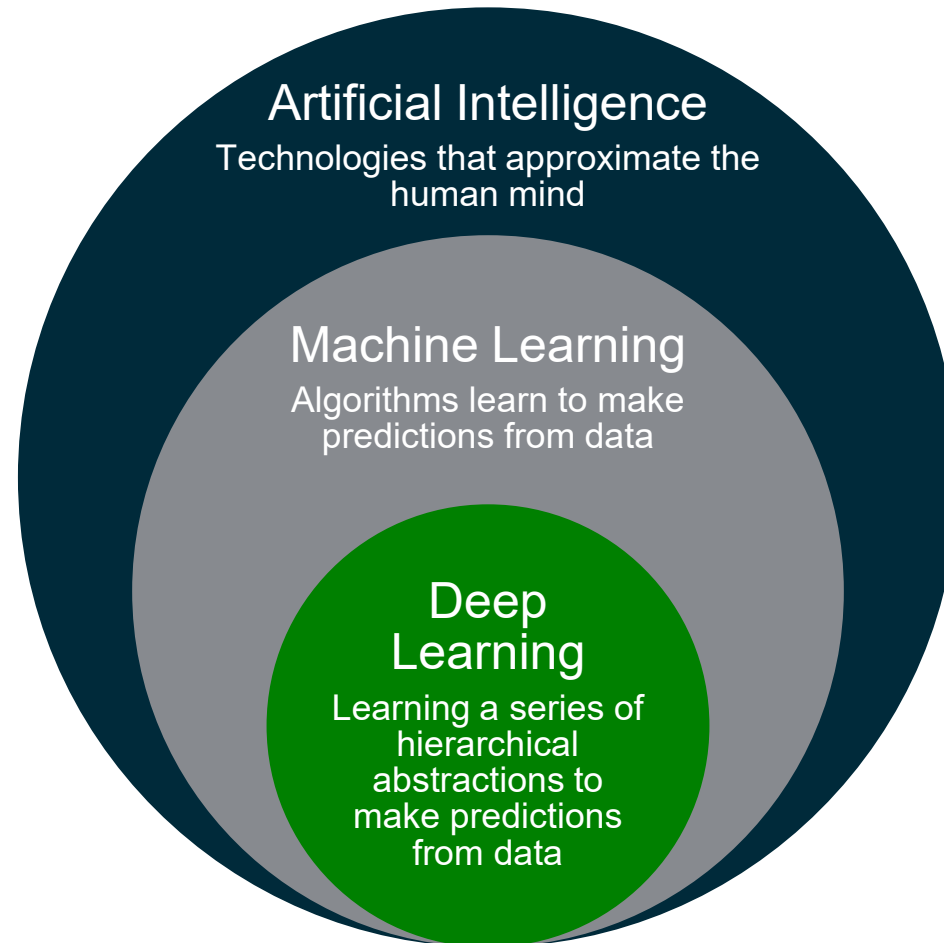 Artificial Intelligence
Technologies that approximate the
human mind
Machine Learning
Algorithms learn to make
predictions from data
Deep
Learning
Learning a series of
hierarchical
abstractions to
make predictions
from data